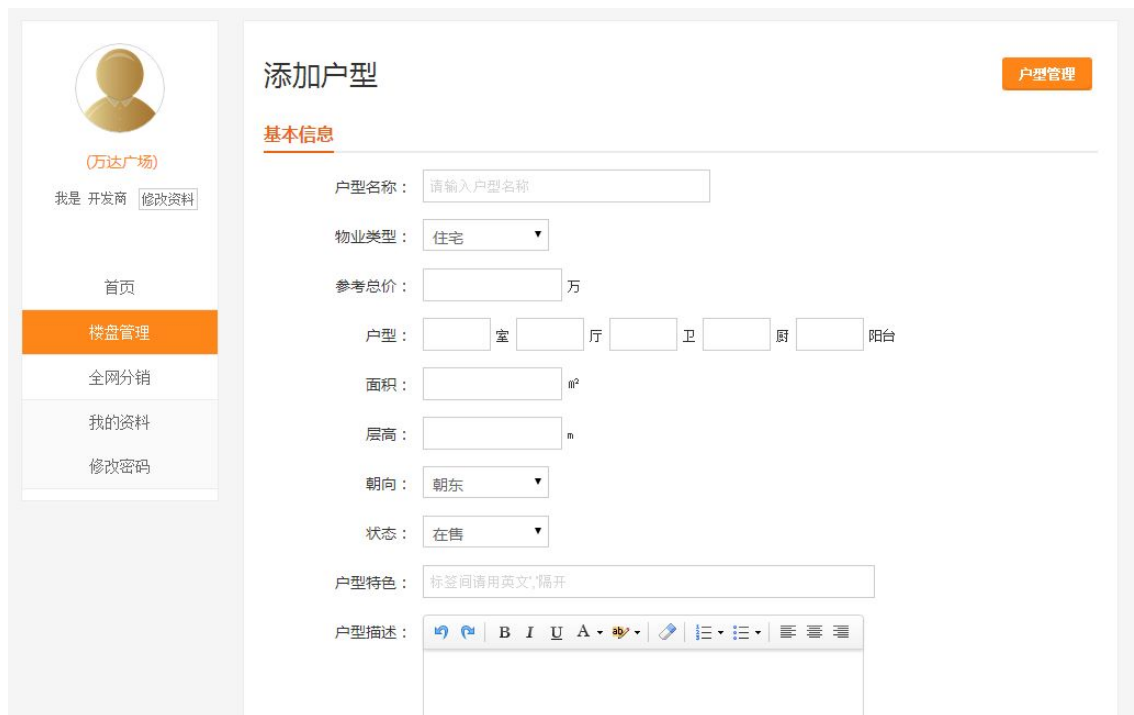 (万达广场)
我是 开发商 修改资料
首页
楼盘管理
全网分销
我的资料
修改密码
添加户型
户型管理
基本信息
户型名称： 请输入户型名称
物业类型： 住宅
参考总价： 万
户型： 室 厅 卫 厨 阳台
面积： ㎡
层高： m
朝向： 朝东
状态： 在售
户型特色： 标签间请用英文','隔开
户型描述： B I U A ab